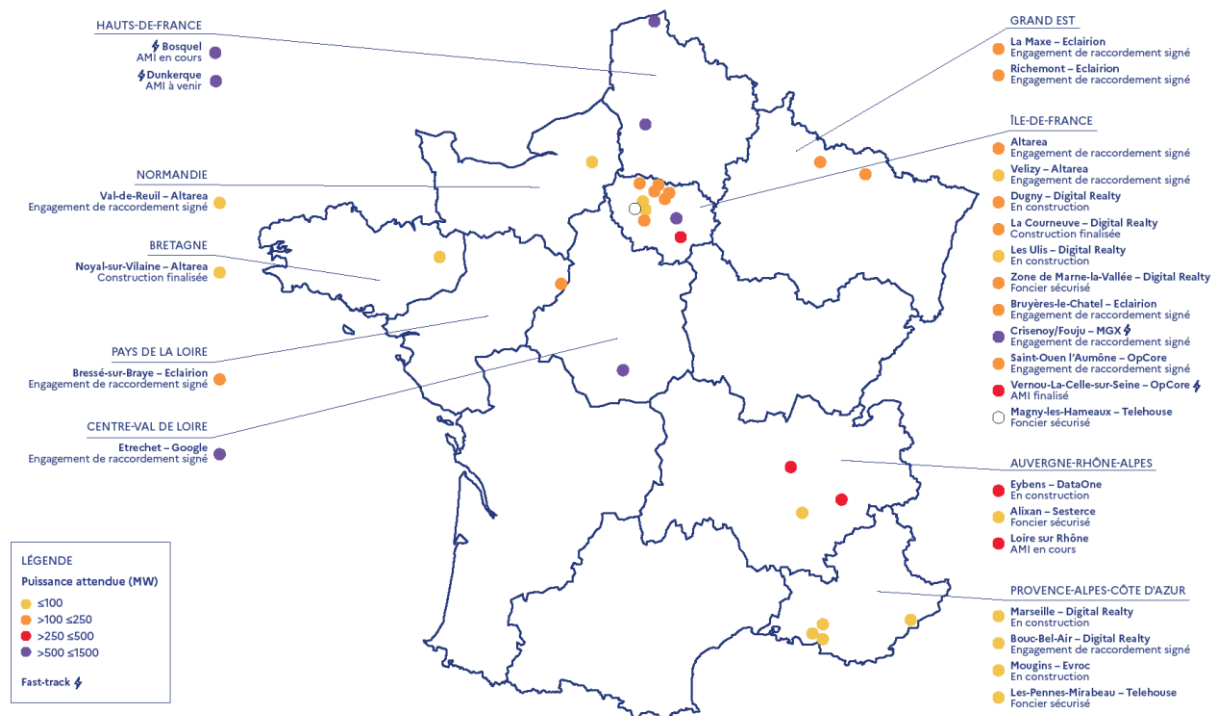 HAUTS-DE-FRANCE
Bosquel
AMI en cours
Dunkerque
AMI à venir
NORMANDIE
Val-de-Reuil – Altarea
Engagement de raccordement signé
BRETAGNE
Noyal-sur-Vilaine – Altarea
Construction finalisée
PAYS DE LA LOIRE
Bressé-sur-Braye – Eclairion
Engagement de raccordement signé
CENTRE-VAL DE LOIRE
Etrechet – Google
Engagement de raccordement signé
LÉGENDE
Puissance attendue (MW)
≤100
>100 ≤250
>250 ≤500
>500 ≤1500
Fast-track
GRAND EST
La Maxe – Eclairion
Engagement de raccordement signé
Richemont – Eclairion
Engagement de raccordement signé
ÎLE-DE-FRANCE
Altarea
Engagement de raccordement signé
Velizy – Altarea
Engagement de raccordement signé
Dugny – Digital Realty
En construction
La Courneuve – Digital Realty
Construction finalisée
Les Ulis – Digital Realty
En construction
Zone de Marne-la-Vallée – Digital Realty
Foncier sécurisé
Bruyères-le-Chatel – Eclairion
Engagement de raccordement signé
Crisenoy/Fouju – MGX
Engagement de raccordement signé
Saint-Ouen l'Aumône – OpCore
Engagement de raccordement signé
Vernou-La-Celle-sur-Seine – OpCore
AMI finalisé
Magny-les-Hameaux – Telehouse
Foncier sécurisé
AUVERGNE-RHÔNE-ALPES
Eybens – DataOne
En construction
Alixan – Sesterce
Foncier sécurisé
Loire sur Rhône
AMI en cours
PROVENCE-ALPES-CÔTE D'AZUR
Marseille – Digital Realty
En construction
Bouc-Bel-Air – Digital Realty
Engagement de raccordement signé
Mougins – Evroc
En construction
Les-Pennes-Mirabeau – Telehouse
Foncier sécurisé